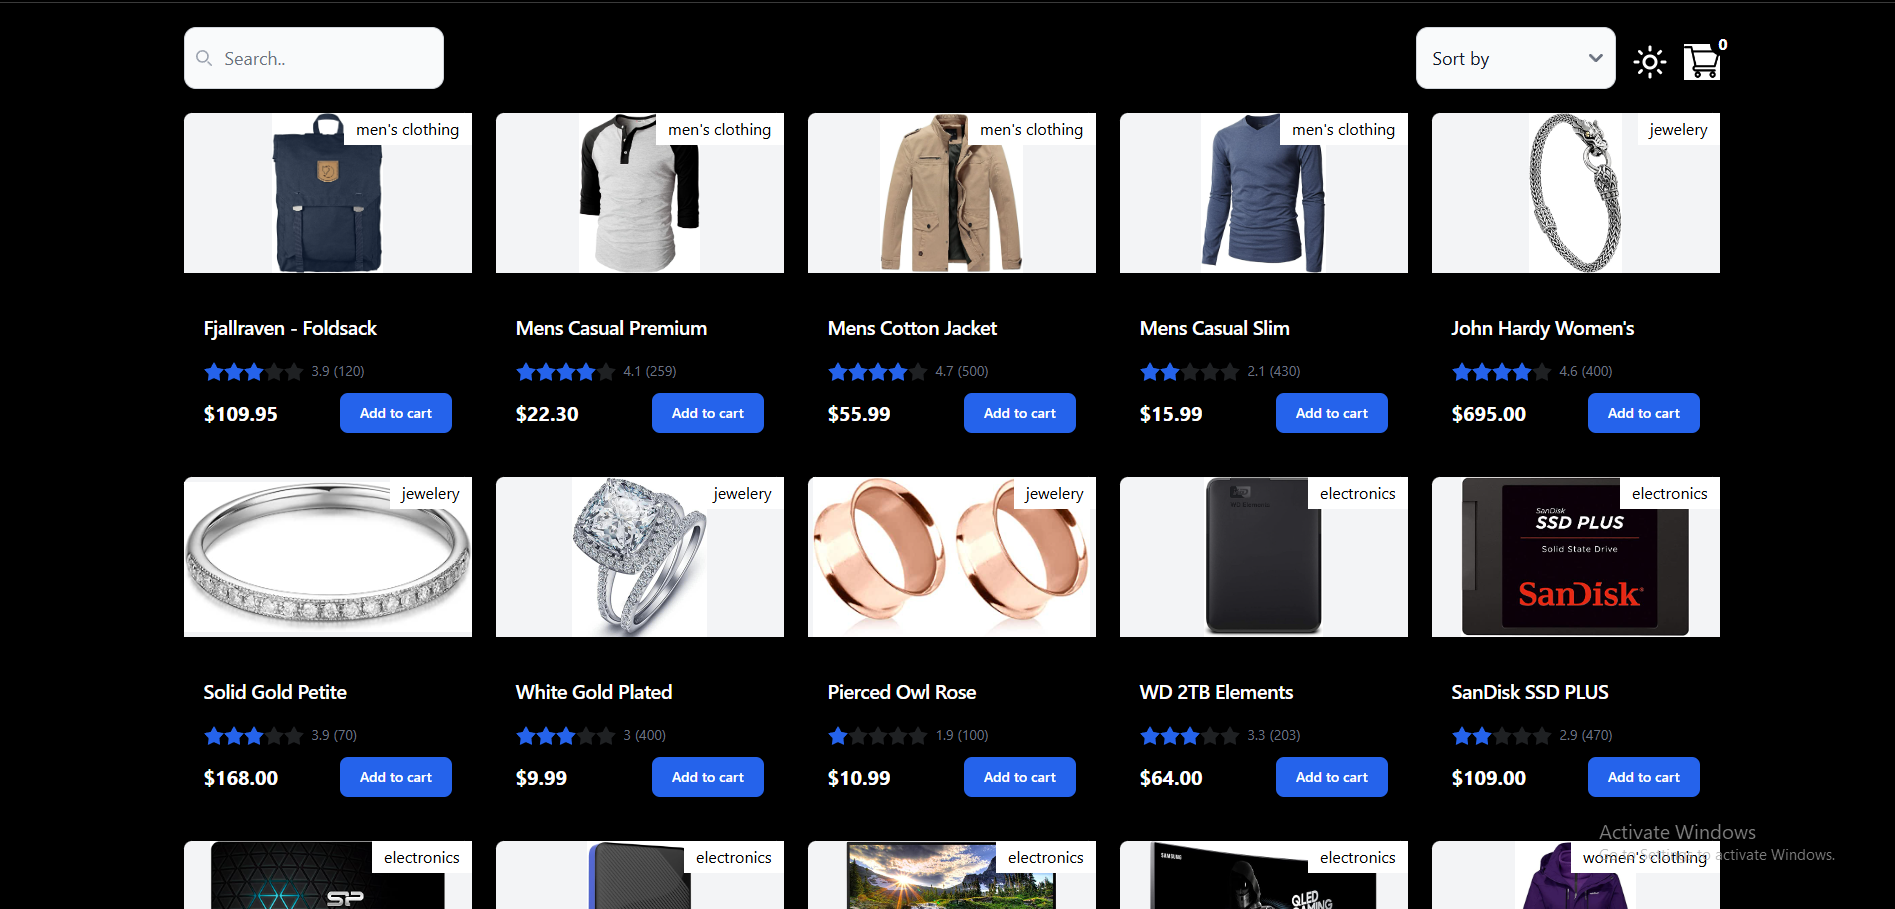 Search..
Sort by
0
men's clothing
men's clothing
men's clothing
men's clothing
jewelery
Fjallraven - Foldsack
Mens Casual Premium
Mens Cotton Jacket
Mens Casual Slim
John Hardy Women's
3.9 (120)
4.1 (259)
4.7 (500)
2.1 (430)
4.6 (400)
$109.95
Add to cart
$22.30
Add to cart
$55.99
Add to cart
$15.99
Add to cart
$695.00
Add to cart
jewelery
jewelery
jewelery
electronics
electronics
WD Elements
SanDisk
SSD PLUS
Solid State Drive
SanDisk
Solid Gold Petite
White Gold Plated
Pierced Owl Rose
WD 2TB Elements
SanDisk SSD PLUS
3.9 (70)
3 (400)
1.9 (100)
3.3 (203)
2.9 (470)
$168.00
Add to cart
$9.99
Add to cart
$10.99
Add to cart
$64.00
Add to cart
$109.00
Add to cart
Activate Windows
Go to Settings to activate Windows.
electronics
electronics
electronics
electronics
women's clothing
SP
SAMSUNG
QLED
GAMING